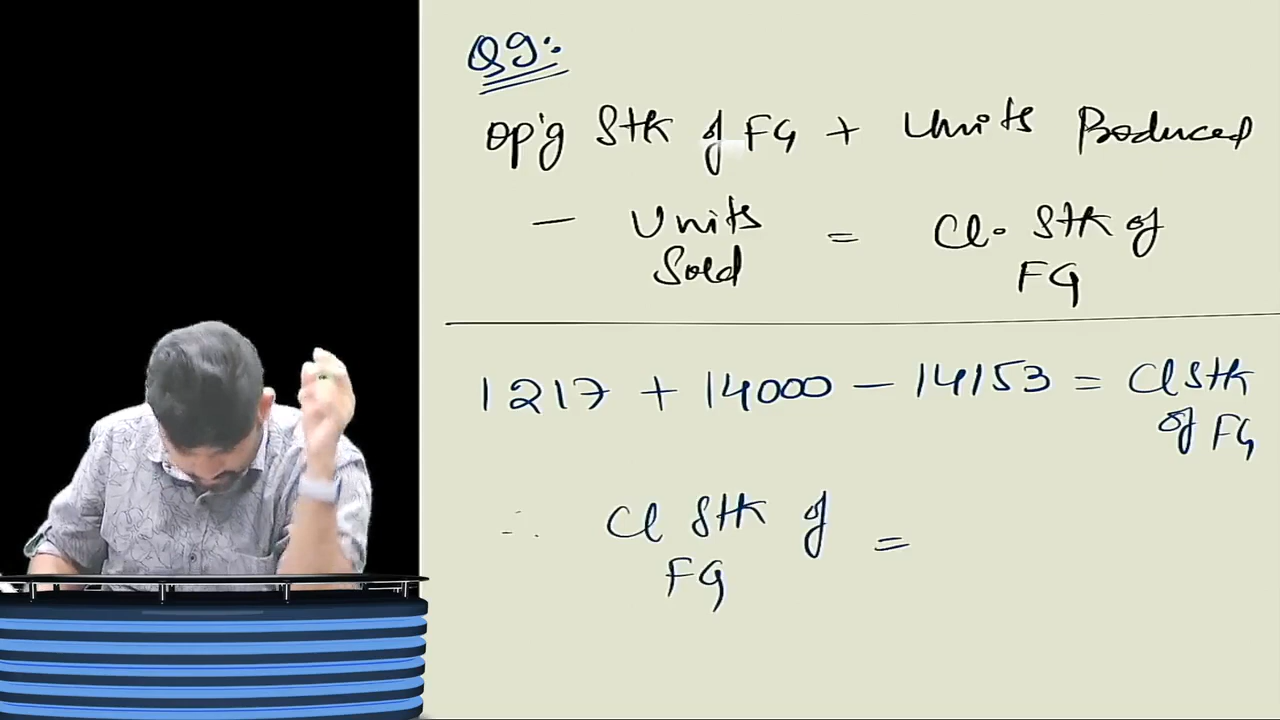 Q9:
op'g Stk of FG + Units Produced
- Units Sold = Cl. Stk of FG
1217 + 14000 - 14153 = Cl Stk of FG
∴ Cl Stk of FG =